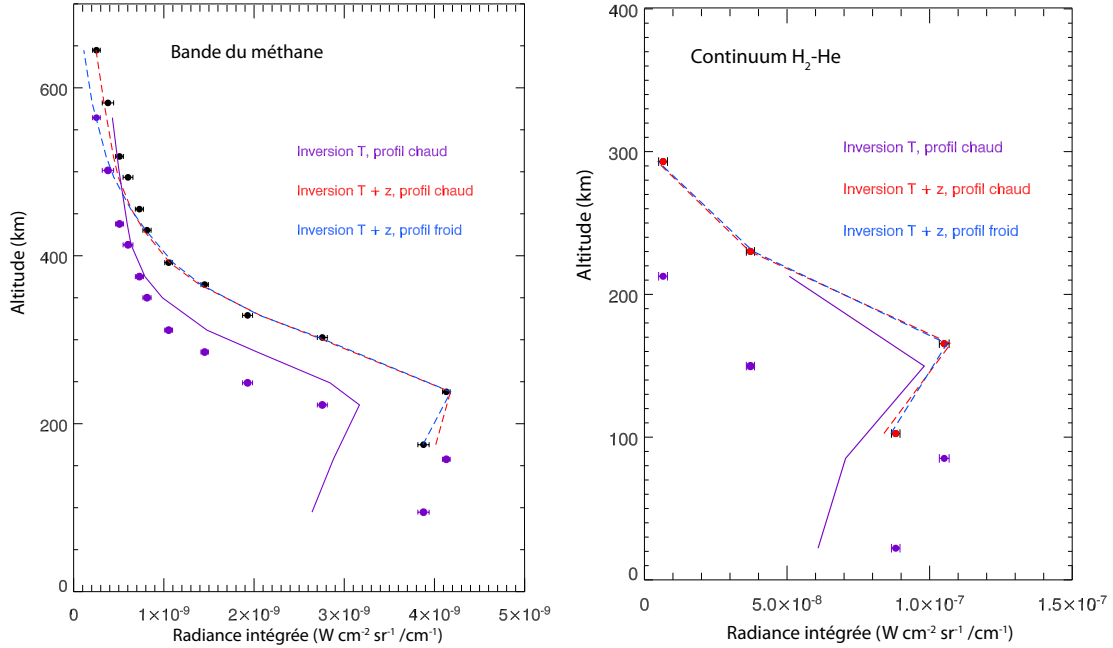 Bande du méthane
Inversion T, profil chaud
Inversion T + z, profil chaud
Inversion T + z, profil froid
Altitude (km)
600
400
200
0
0
1×10⁻⁹
2×10⁻⁹
3×10⁻⁹
4×10⁻⁹
5×10⁻⁹
Radiance intégrée (W cm⁻² sr⁻¹ /cm⁻¹)
Continuum H₂-He
Inversion T, profil chaud
Inversion T + z, profil chaud
Inversion T + z, profil froid
Altitude (km)
400
300
200
100
0
0
5.0×10⁻⁸
1.0×10⁻⁷
1.5×10⁻⁷
Radiance intégrée (W cm⁻² sr⁻¹ /cm⁻¹)